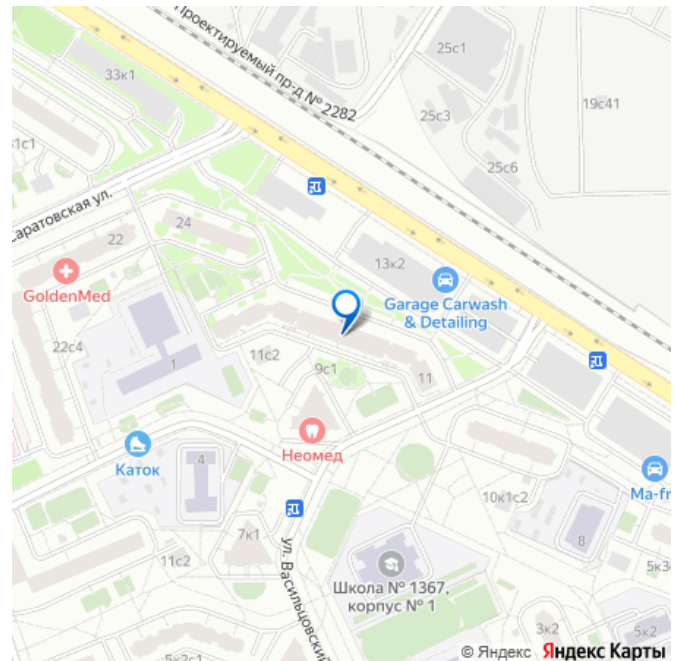 Проектируемый пр-д № 2282
25с1
33к1
19с41
25с3
25с6
31с1
Саратовская ул.
24
22
13к2
GoldenMed
Garage Carwash
& Detailing
22с4
1
11с2
9с1
11
Неомед
Каток
4
Ma-fr
10к1с2
7к1
8
11с2
ул. Васильцовский
5к3
Школа № 1367,
корпус № 1
3к2
5к2
5к2с1
© Яндекс Яндекс Карты